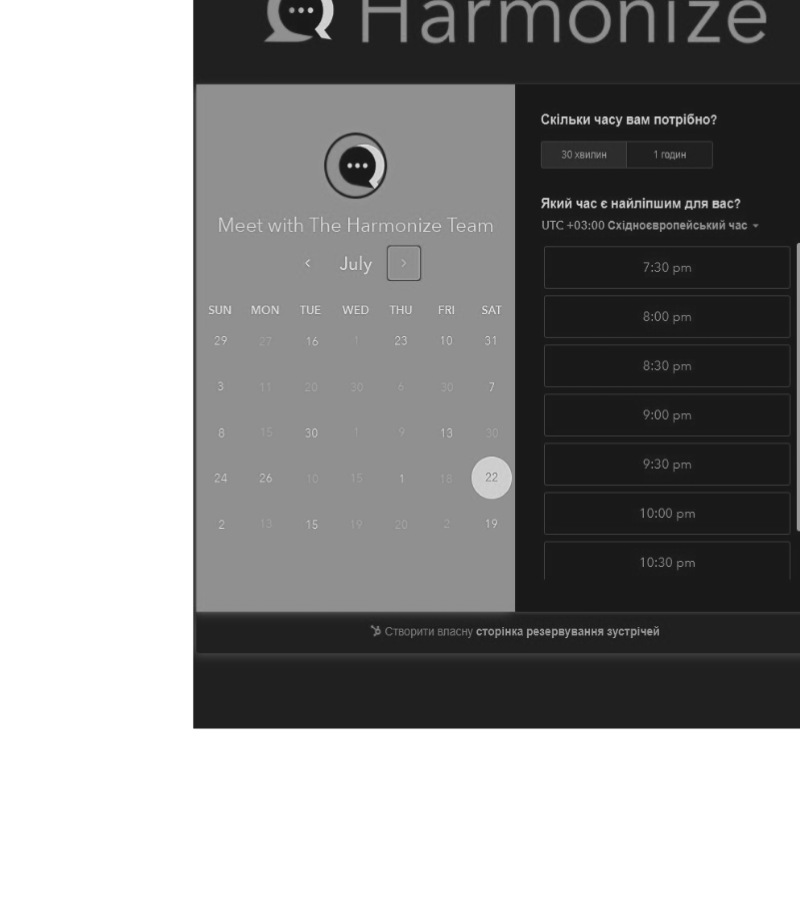 Harmonize
Meet with The Harmonize Team
July
SUN MON TUE WED THU FRI SAT
29 27 16 1 23 10 31
3 11 20 30 6 30 7
8 15 30 1 9 13 30
24 26 10 15 1 18 22
2 13 15 19 20 2 19
Скільки часу вам потрібно?
30 хвилин 1 годин
Який час є найліпшим для вас?
UTC +03:00 Східноєвропейський час
7:30 pm
8:00 pm
8:30 pm
9:00 pm
9:30 pm
10:00 pm
10:30 pm
Створити власну сторінка резервування зустрічей